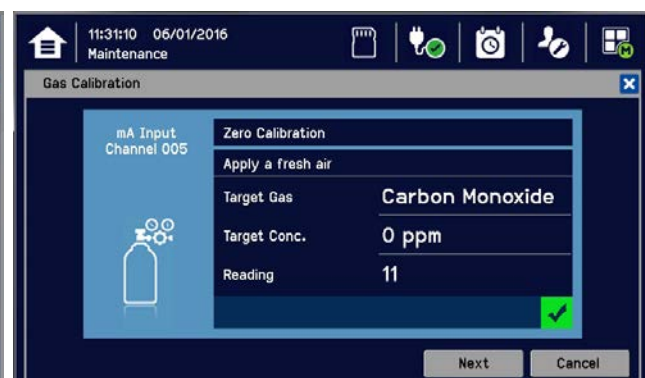 11:31:10 06/01/2016
Maintenance
M
Gas Calibration
mA Input
Channel 005
Zero Calibration
Apply a fresh air
Target Gas Carbon Monoxide
Target Conc. 0 ppm
Reading 11
Next Cancel